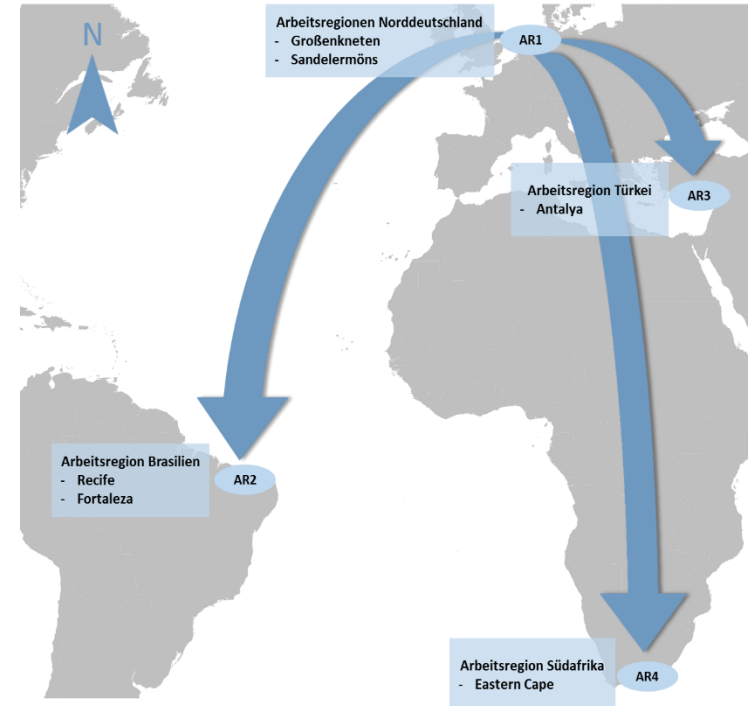 Arbeitsregionen Norddeutschland
- Großenkneten
- Sandelermöns
AR1
N
Arbeitsregion Türkei
- Antalya
AR3
Arbeitsregion Brasilien
- Recife
- Fortaleza
AR2
Arbeitsregion Südafrika
- Eastern Cape
AR4